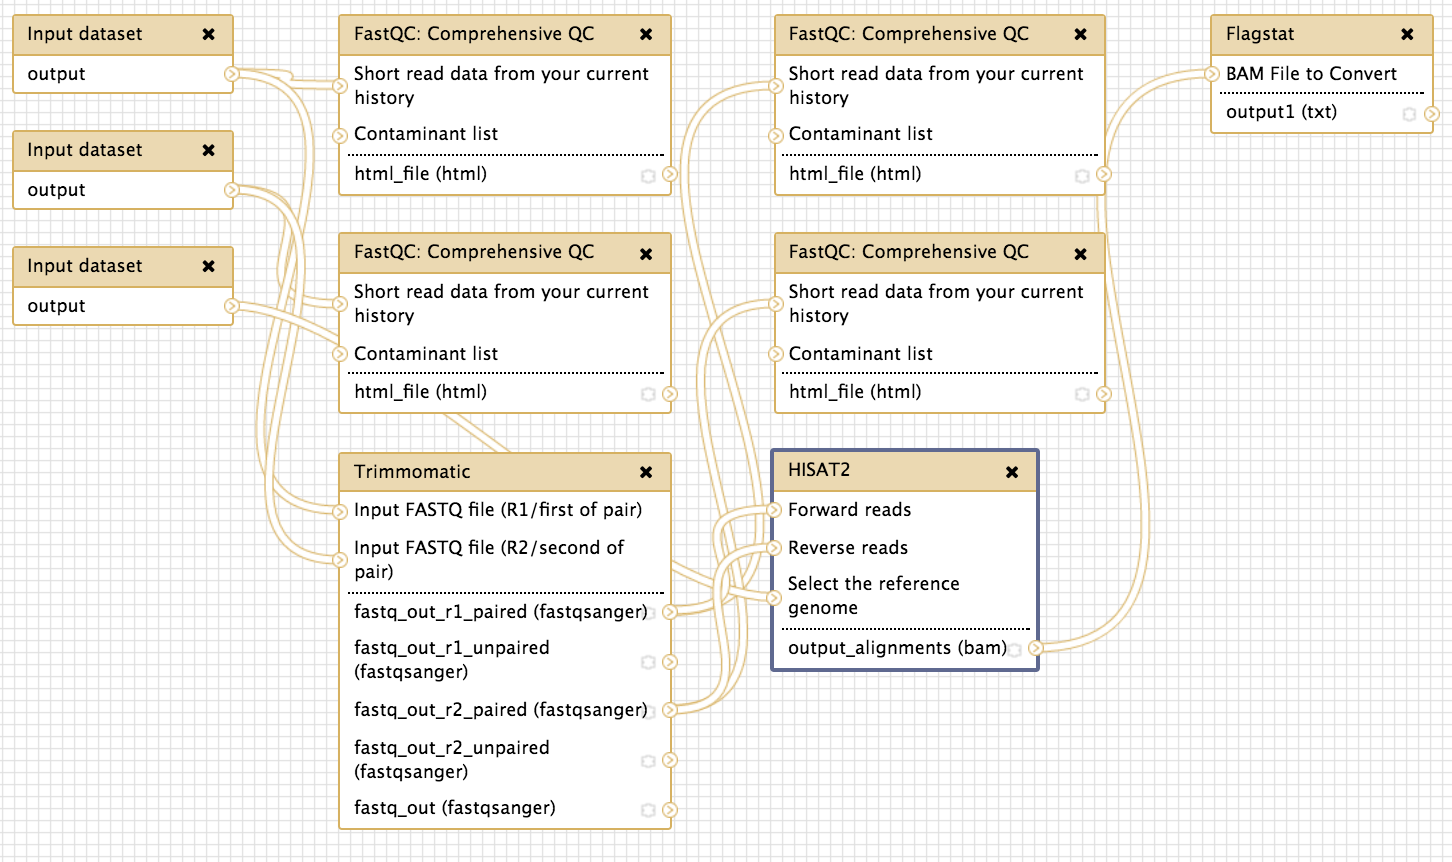 Input dataset
output
Input dataset
output
Input dataset
output
FastQC: Comprehensive QC
Short read data from your current
history
Contaminant list
html_file (html)
FastQC: Comprehensive QC
Short read data from your current
history
Contaminant list
html_file (html)
Trimmomatic
Input FASTQ file (R1/first of pair)
Input FASTQ file (R2/second of
pair)
fastq_out_r1_paired (fastqsanger)
fastq_out_r1_unpaired
(fastqsanger)
fastq_out_r2_paired (fastqsanger)
fastq_out_r2_unpaired
(fastqsanger)
fastq_out (fastqsanger)
FastQC: Comprehensive QC
Short read data from your current
history
Contaminant list
html_file (html)
FastQC: Comprehensive QC
Short read data from your current
history
Contaminant list
html_file (html)
HISAT2
Forward reads
Reverse reads
Select the reference
genome
output_alignments (bam)
Flagstat
BAM File to Convert
output1 (txt)